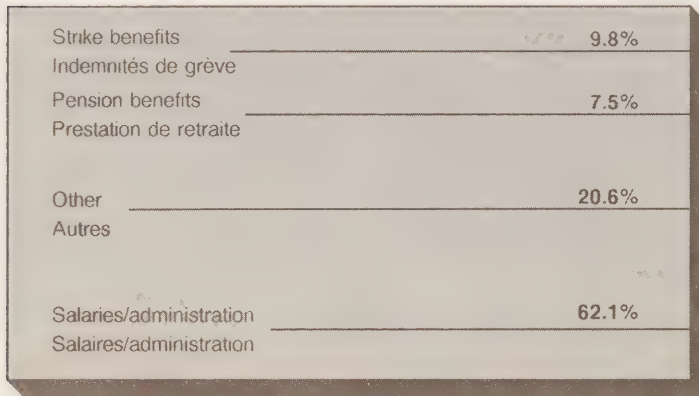 Strike benefits 9.8%
Indemnités de grève
Pension benefits 7.5%
Prestation de retraite
Other 20.6%
Autres
Salaries/administration 62.1%
Salaires/administration